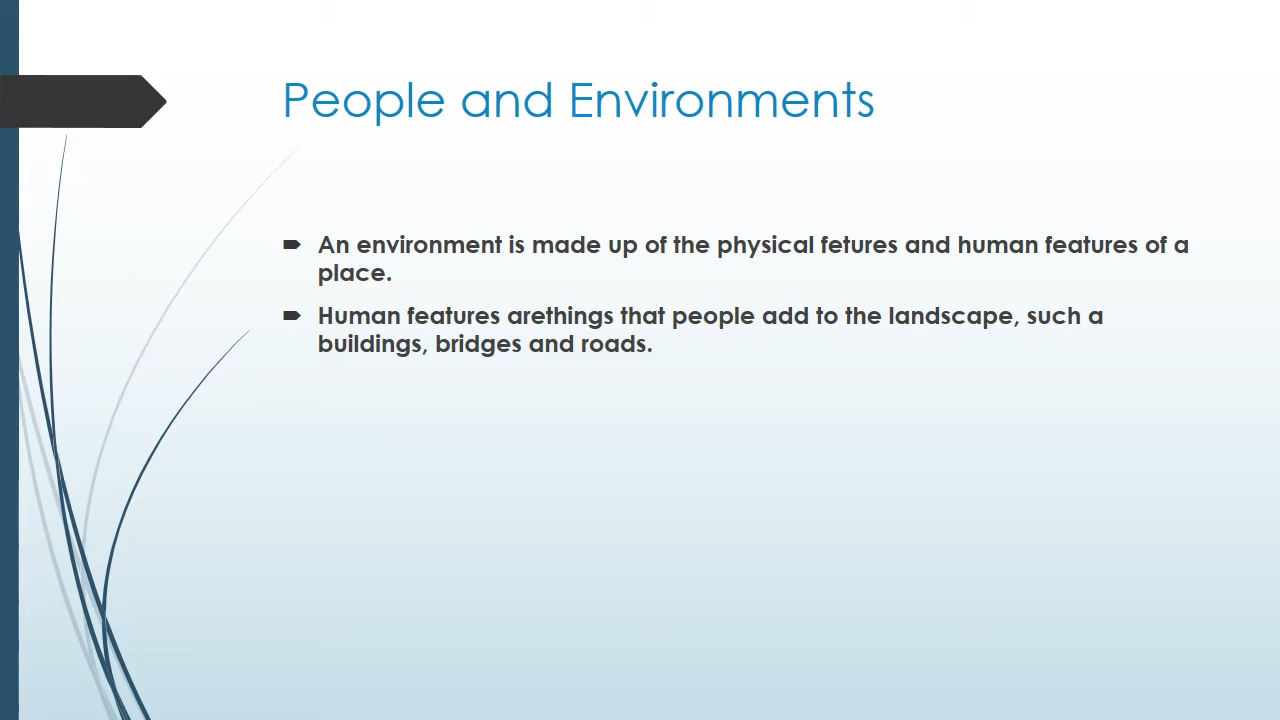 People and Environments
An environment is made up of the physical fetures and human features of a
place.
Human features arethings that people add to the landscape, such a
buildings, bridges and roads.